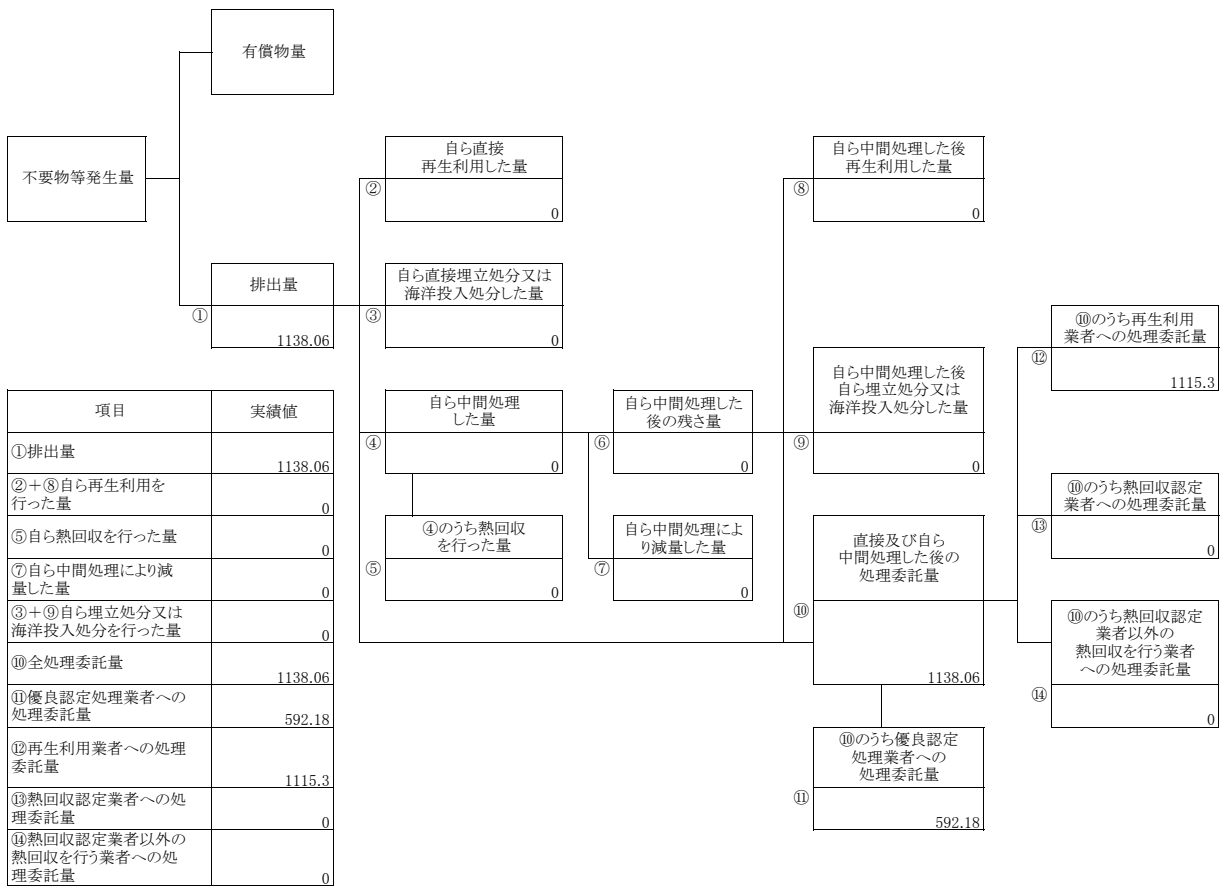 有償物量
不要物等発生量
排出量
①
1138.06
自ら直接
再生利用した量
②
0
自ら直接埋立処分又は
海洋投入処分した量
③
0
自ら中間処理
した量
④
0
④のうち熱回収
を行った量
⑤
0
自ら中間処理した
後の残さ量
⑥
0
自ら中間処理によ
り減量した量
⑦
0
自ら中間処理した後
再生利用した量
⑧
0
自ら中間処理した後
自ら埋立処分又は
海洋投入処分した量
⑨
0
直接及び自ら
中間処理した後の
処理委託量
⑩
1138.06
⑩のうち優良認定
処理業者への
処理委託量
⑪
592.18
⑩のうち再生利用
業者への処理委託量
⑫
1115.3
⑩のうち熱回収認定
業者への処理委託量
⑬
0
⑩のうち熱回収認定
業者以外の
熱回収を行う業者
への処理委託量
⑭
0
項目 実績値
①排出量
1138.06
②+⑧自ら再生利用を
行った量
0
⑤自ら熱回収を行った量
0
⑦自ら中間処理により減
量した量
0
③+⑨自ら埋立処分又は
海洋投入処分を行った量
0
⑩全処理委託量
1138.06
⑪優良認定処理業者への
処理委託量
592.18
⑫再生利用業者への処理
委託量
1115.3
⑬熱回収認定業者への処
理委託量
0
⑭熱回収認定業者以外の
熱回収を行う業者への処
理委託量
0